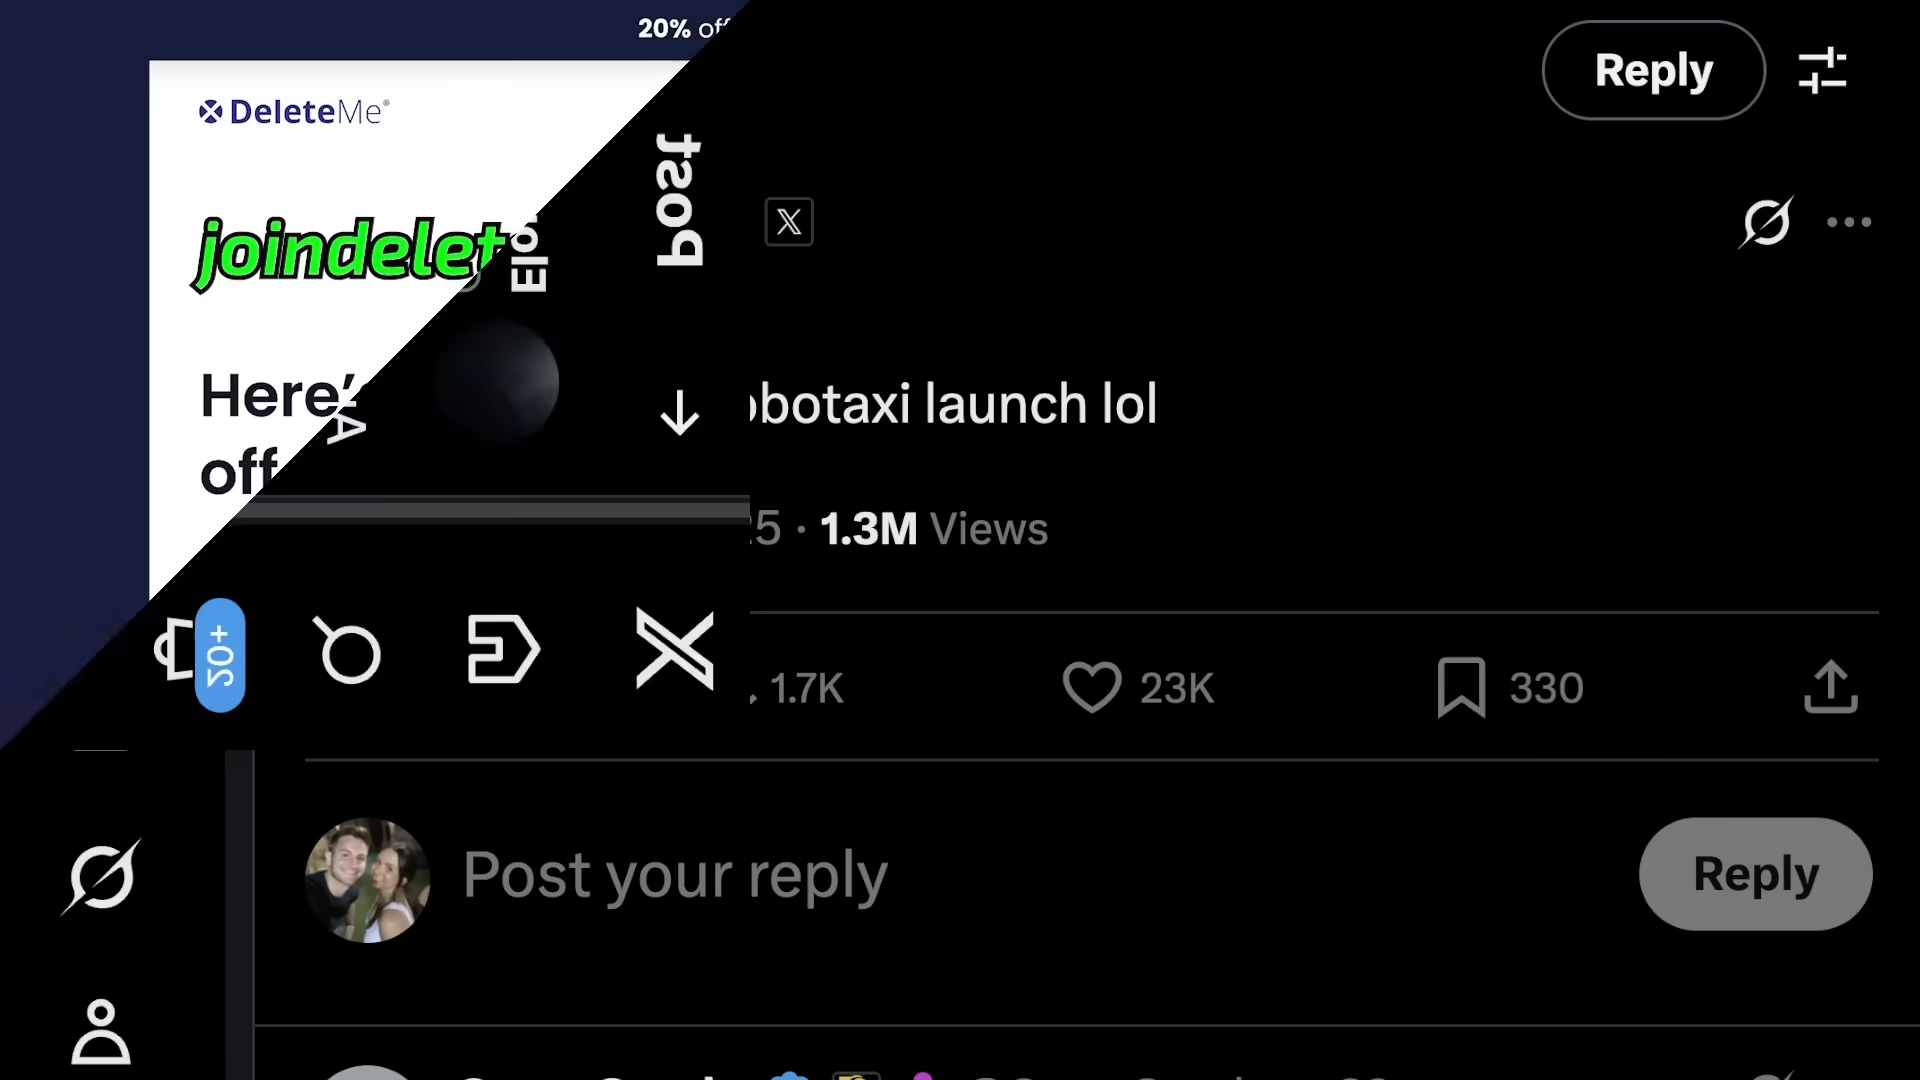 20% off
DeleteMe
joindelet
Here's
off
Post
20+
Reply
botaxi launch lol
5 · 1.3M Views
1.7K
23K
330
Post your reply
Reply